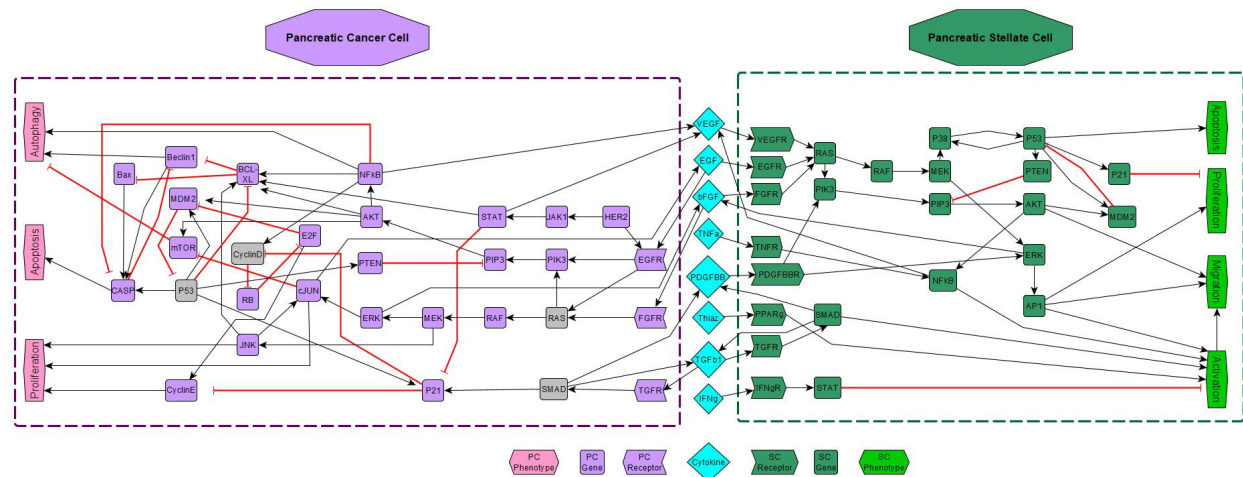 Pancreatic Cancer Cell
Pancreatic Stellate Cell
Autophagy
Apoptosis
Proliferation
Beclin1
Bax
BCL-
XL
NFkB
MDM2
AKT
STAT
JAK1
HER2
mTOR
CyclinD
E2F
PTEN
PIP3
PIK3
EGFR
CASP
P53
RB
cJUN
ERK
MEK
RAF
RAS
FGFR
JNK
CyclinE
P21
SMAD
TGFR
VEGF
EGF
bFGF
TNFa
PDGFBB
Thiaz
TGFb1
IFNg
VEGFR
EGFR
FGFR
TNFR
PDGFBBR
PPARg
TGFR
IFNgR
RAS
PIK3
RAF
P38
MEK
PIP3
P53
PTEN
AKT
P21
MDM2
ERK
NFkB
AP1
SMAD
STAT
Apoptosis
Proliferation
Migration
Activation
PC
Phenotype
PC
Gene
PC
Receptor
Cytokine
SC
Receptor
SC
Gene
SC
Phenotype